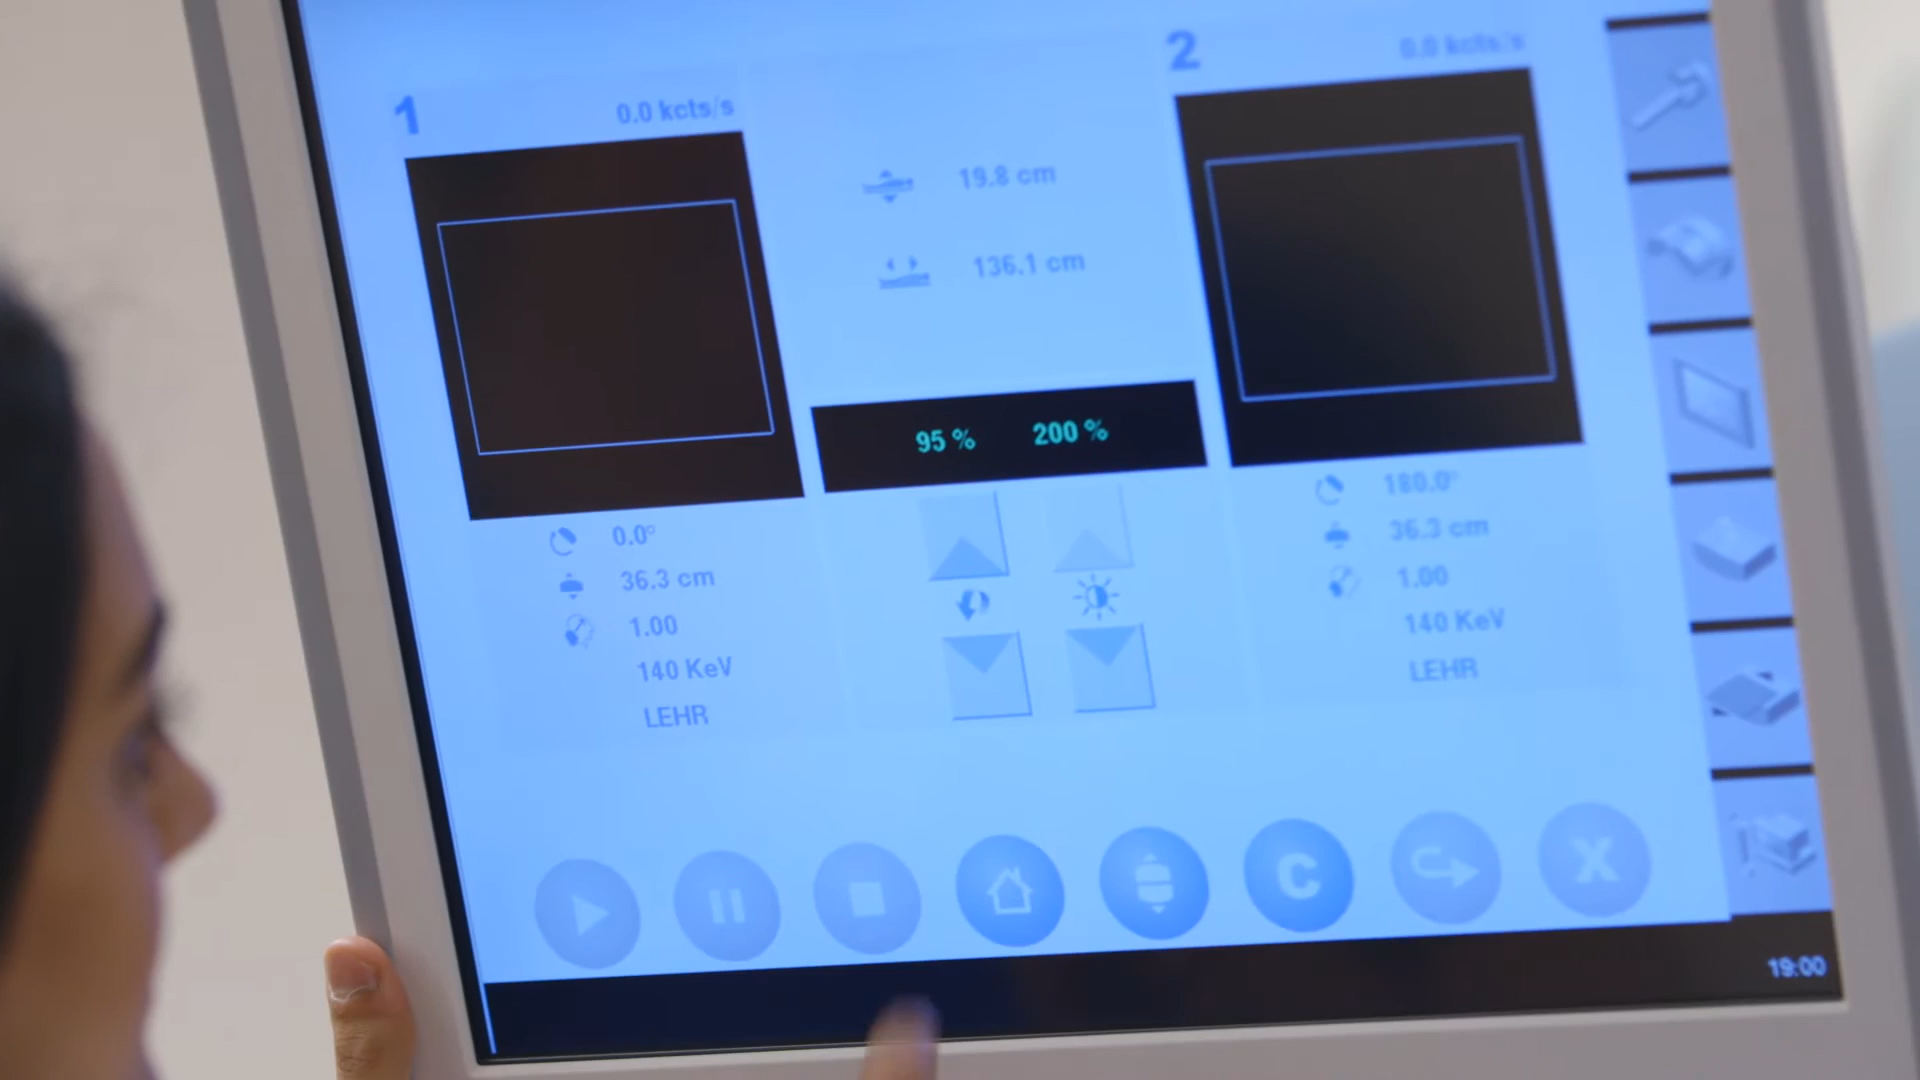 1
0.0 kcts/s
2
0.0 kcts/s
19.8 cm
136.1 cm
95 %
200 %
0.0°
36.3 cm
1.00
140 KeV
LEHR
180.0°
36.3 cm
1.00
140 KeV
LEHR
C
X
19:00